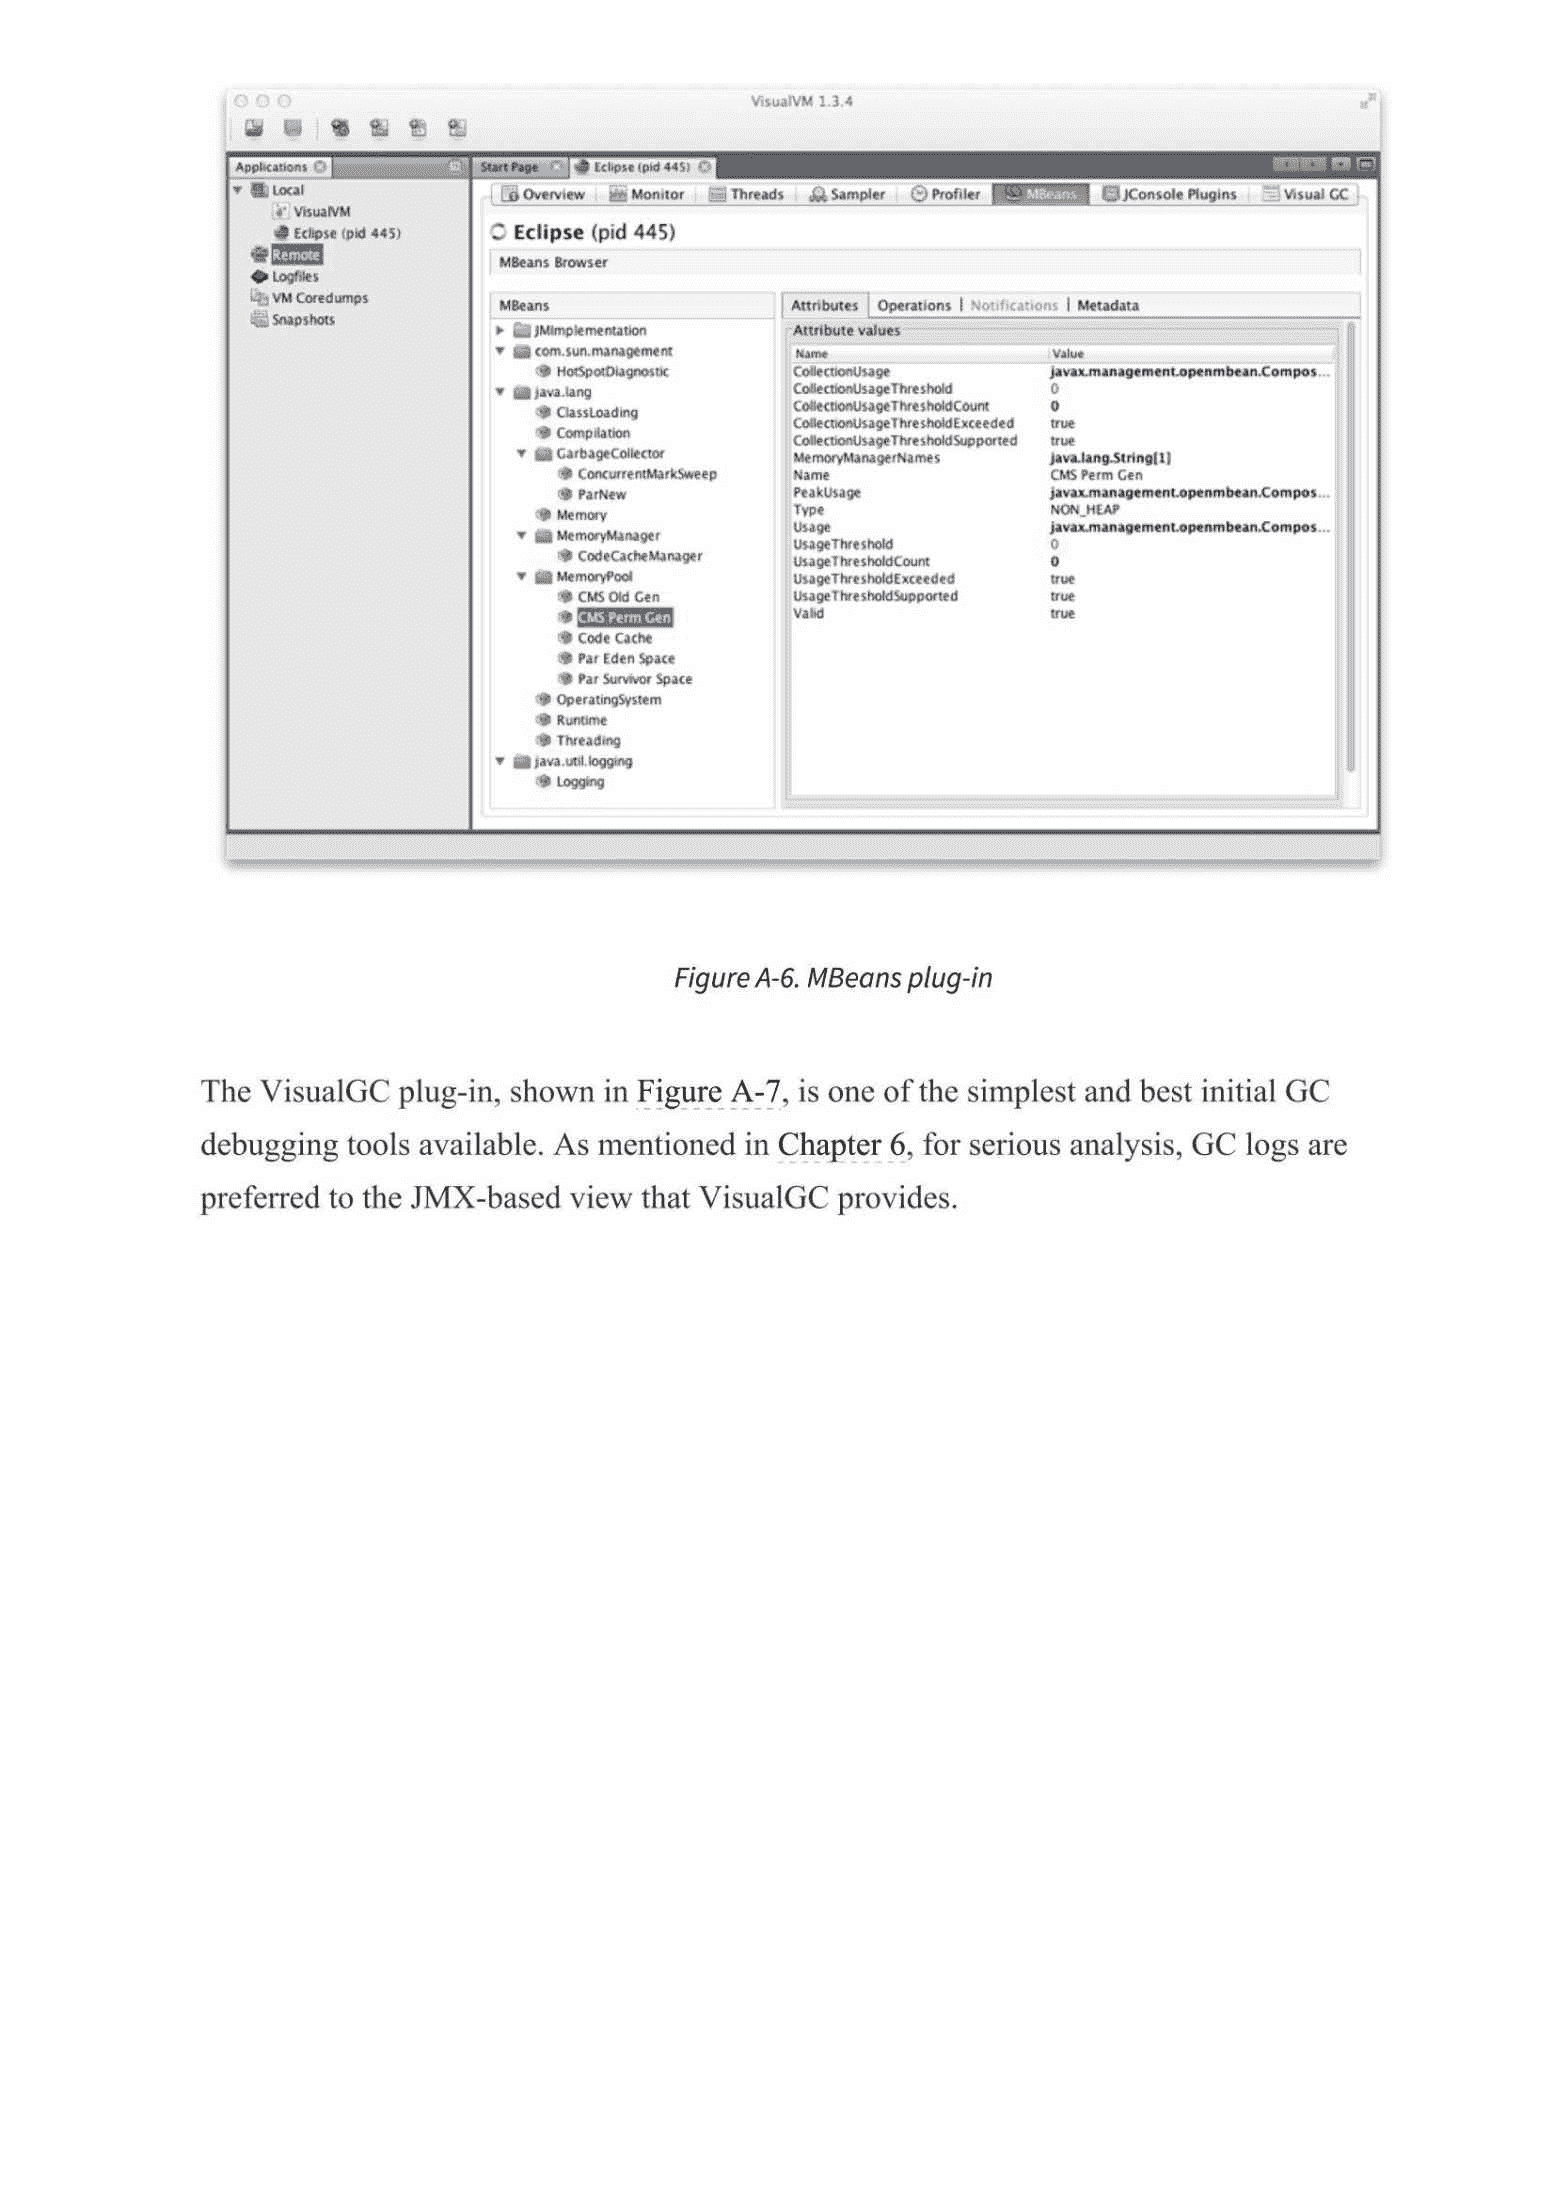 VisualVM 1.3.4
Applications
Start Page
Eclipse (pid 445)
Local
VisualVM
Eclipse (pid 445)
Remote
Logfiles
VM Coredumps
Snapshots
Overview
Monitor
Threads
Sampler
Profiler
MBeans
JConsole Plugins
Visual GC
Eclipse (pid 445)
MBeans Browser
MBeans
JMImplementation
com.sun.management
HotSpotDiagnostic
java.lang
ClassLoading
Compilation
GarbageCollector
ConcurrentMarkSweep
ParNew
Memory
MemoryManager
CodeCacheManager
MemoryPool
CMS Old Gen
CMS Perm Gen
Code Cache
Par Eden Space
Par Survivor Space
OperatingSystem
Runtime
Threading
java.util.logging
Logging
Attributes Operations | Notifications | Metadata
Attribute values
Name Value
CollectionUsage javax.management.openmbean.Compos...
CollectionUsageThreshold 0
CollectionUsageThresholdCount 0
CollectionUsageThresholdExceeded true
CollectionUsageThresholdSupported true
MemoryManagerNames java.lang.String[1]
Name CMS Perm Gen
PeakUsage javax.management.openmbean.Compos...
Type NON_HEAP
Usage javax.management.openmbean.Compos...
UsageThreshold 0
UsageThresholdCount 0
UsageThresholdExceeded true
UsageThresholdSupported true
Valid true
Figure A-6. MBeans plug-in
The VisualGC plug-in, shown in Figure A-7, is one of the simplest and best initial GC
debugging tools available. As mentioned in Chapter 6, for serious analysis, GC logs are
preferred to the JMX-based view that VisualGC provides.